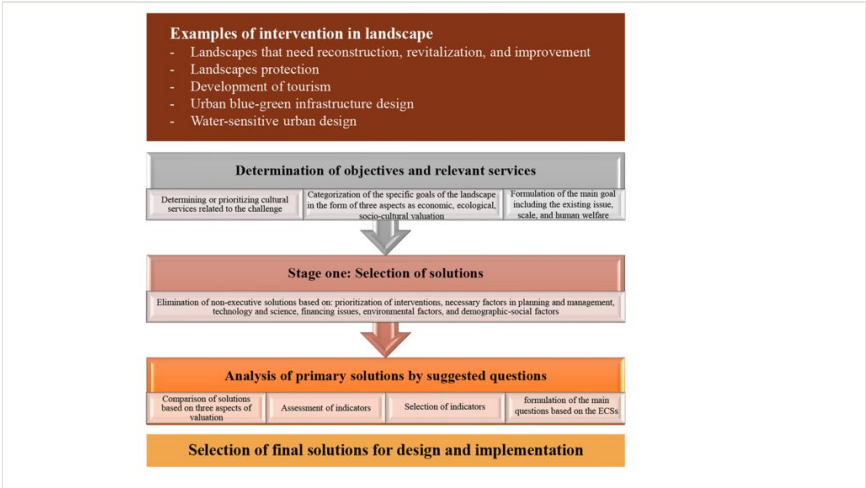 Examples of intervention in landscape
- Landscapes that need reconstruction, revitalization, and improvement
- Landscapes protection
- Development of tourism
- Urban blue-green infrastructure design
- Water-sensitive urban design
Determination of objectives and relevant services
Determining or prioritizing cultural
services related to the challenge
Categorization of the specific goals of the landscape
in the form of three aspects as economic, ecological,
socio-cultural valuation
Formulation of the main goal
including the existing issue,
scale, and human welfare
Stage one: Selection of solutions
Elimination of non-executive solutions based on: prioritization of interventions, necessary factors in planning and management,
technology and science, financing issues, environmental factors, and demographic-social factors
Analysis of primary solutions by suggested questions
Comparison of solutions
based on three aspects of
valuation
Assessment of indicators
Selection of indicators
formulation of the main
questions based on the ECSs
Selection of final solutions for design and implementation